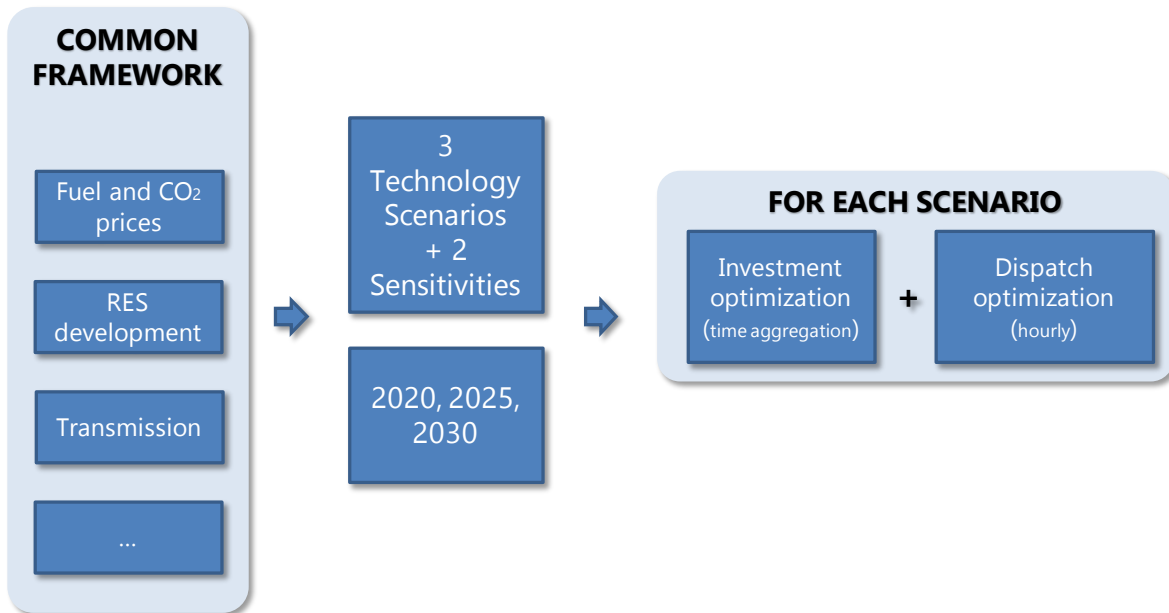 COMMON
FRAMEWORK
Fuel and CO₂
prices
RES
development
Transmission
...
3
Technology
Scenarios
+ 2
Sensitivities
2020, 2025,
2030
FOR EACH SCENARIO
Investment
optimization
(time aggregation)
+
Dispatch
optimization
(hourly)